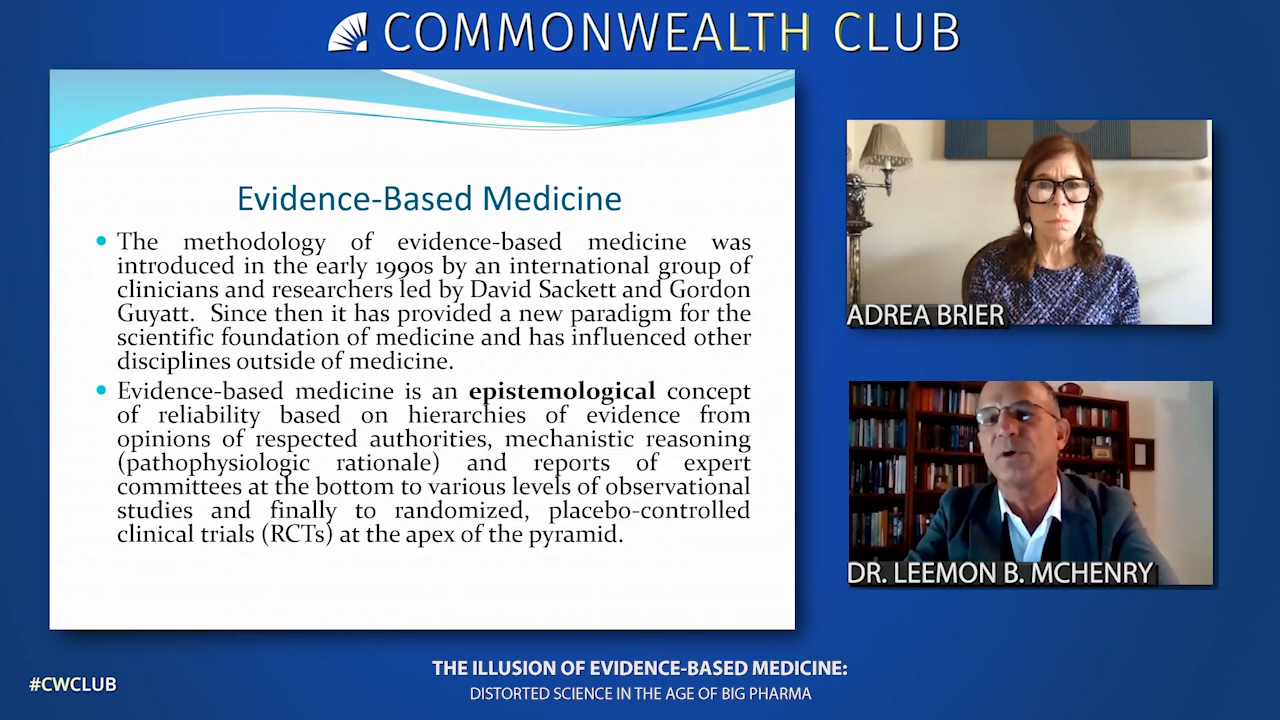 COMMONWEALTH CLUB
Evidence-Based Medicine
• The methodology of evidence-based medicine was
introduced in the early 1990s by an international group of
clinicians and researchers led by David Sackett and Gordon
Guyatt. Since then it has provided a new paradigm for the
scientific foundation of medicine and has influenced other
disciplines outside of medicine.
• Evidence-based medicine is an epistemological concept
of reliability based on hierarchies of evidence from
opinions of respected authorities, mechanistic reasoning
(pathophysiologic rationale) and reports of expert
committees at the bottom to various levels of observational
studies and finally to randomized, placebo-controlled
clinical trials (RCTs) at the apex of the pyramid.
ADREA BRIER
DR. LEEMON B. MCHENRY
#CWCLUB
THE ILLUSION OF EVIDENCE-BASED MEDICINE:
DISTORTED SCIENCE IN THE AGE OF BIG PHARMA